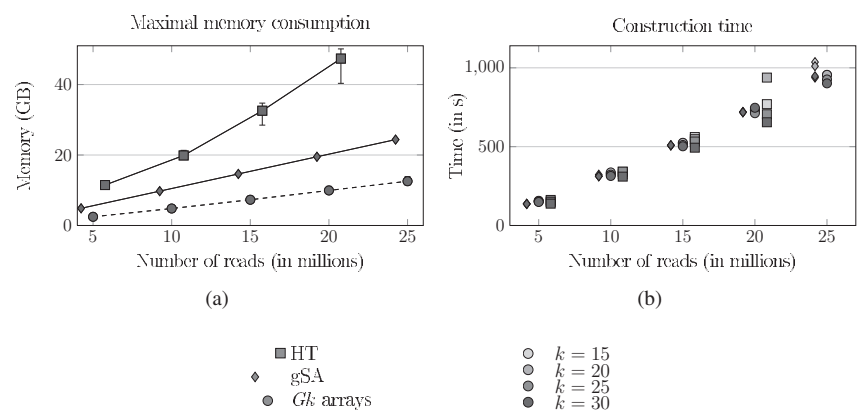 Maximal memory consumption
Memory (GB)
40
20
0
5 10 15 20 25
Number of reads (in millions)
(a)
Construction time
Time (in s)
1,000
500
0
5 10 15 20 25
Number of reads (in millions)
(b)
HT
gSA
Gk arrays
k = 15
k = 20
k = 25
k = 30